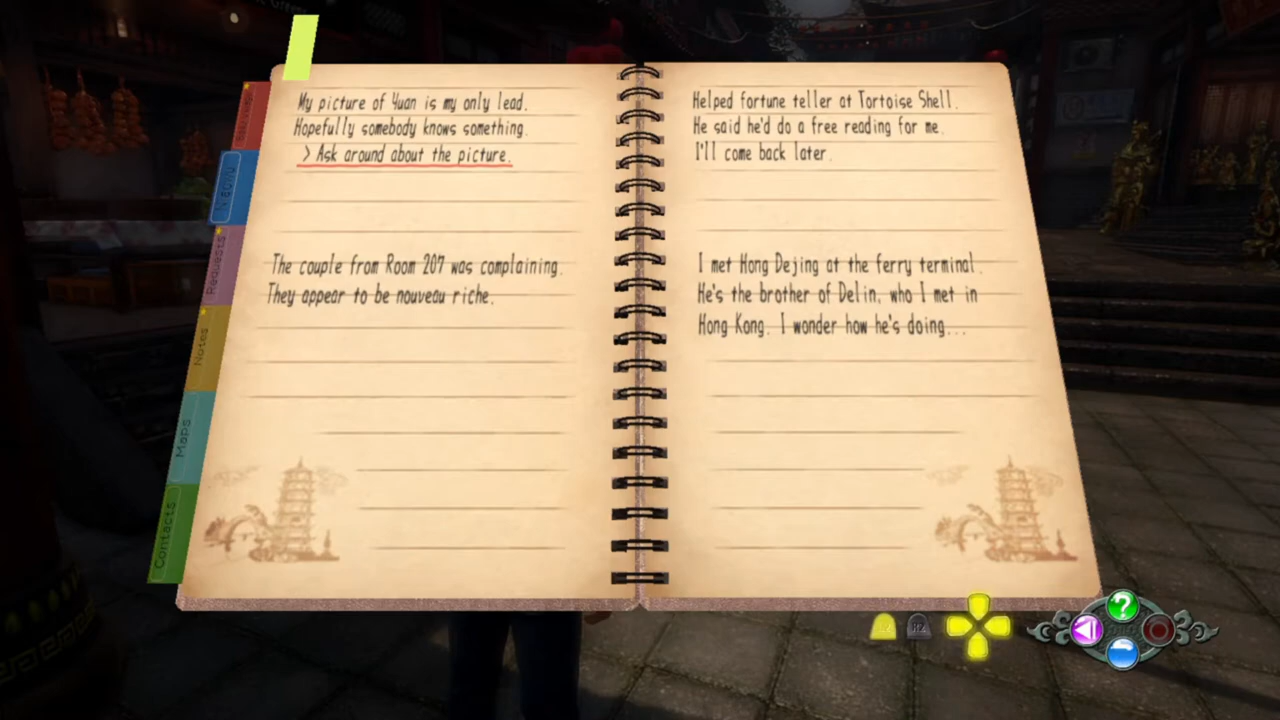 My picture of Yuan is my only lead.
Hopefully somebody knows something.
> Ask around about the picture.
The couple from Room 207 was complaining.
They appear to be nouveau riche.
Helped fortune teller at Tortoise Shell.
He said he'd do a free reading for me.
I'll come back later.
I met Hong Dejing at the ferry terminal.
He's the brother of Delin, who I met in
Hong Kong. I wonder how he's doing...
Requests
Notes
Maps
Contacts
R2
?